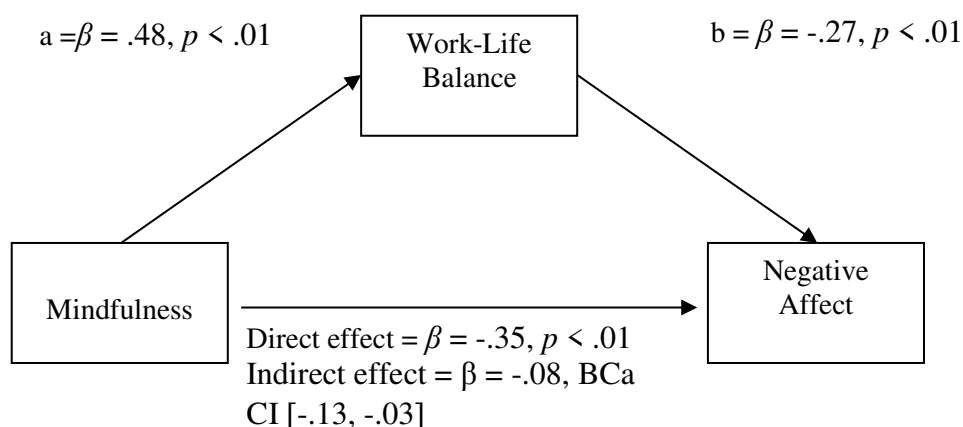 a =β = .48, p < .01
Work-Life
Balance
b = β = -.27, p < .01
Mindfulness
Negative
Affect
Direct effect = β = -.35, p < .01
Indirect effect = β = -.08, BCa
CI [-.13, -.03]